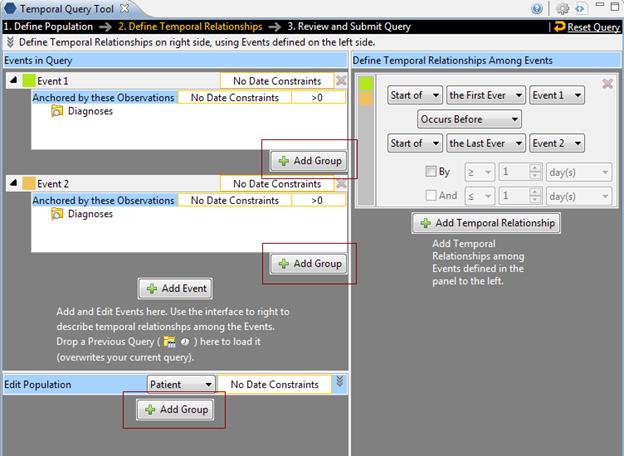 Temporal Query Tool
1. Define Population → 2. Define Temporal Relationships → 3. Review and Submit Query
Reset Query
Define Temporal Relationships on right side, using Events defined on the left side.
Events in Query
Event 1
No Date Constraints
Anchored by these Observations
No Date Constraints
>0
Diagnoses
Add Group
Event 2
No Date Constraints
Anchored by these Observations
No Date Constraints
>0
Diagnoses
Add Group
Add Event
Add and Edit Events here. Use the interface to right to
describe temporal relationshps among the Events.
Drop a Previous Query ( ) here to load it
(overwrites your current query).
Edit Population
Patient
No Date Constraints
Add Group
Define Temporal Relationships Among Events
Start of the First Ever Event 1
Occurs Before
Start of the Last Ever Event 2
By ≥ 1 day(s)
And ≤ 1 day(s)
Add Temporal Relationship
Add Temporal
Relationships among
Events defined in the
panel to the left.